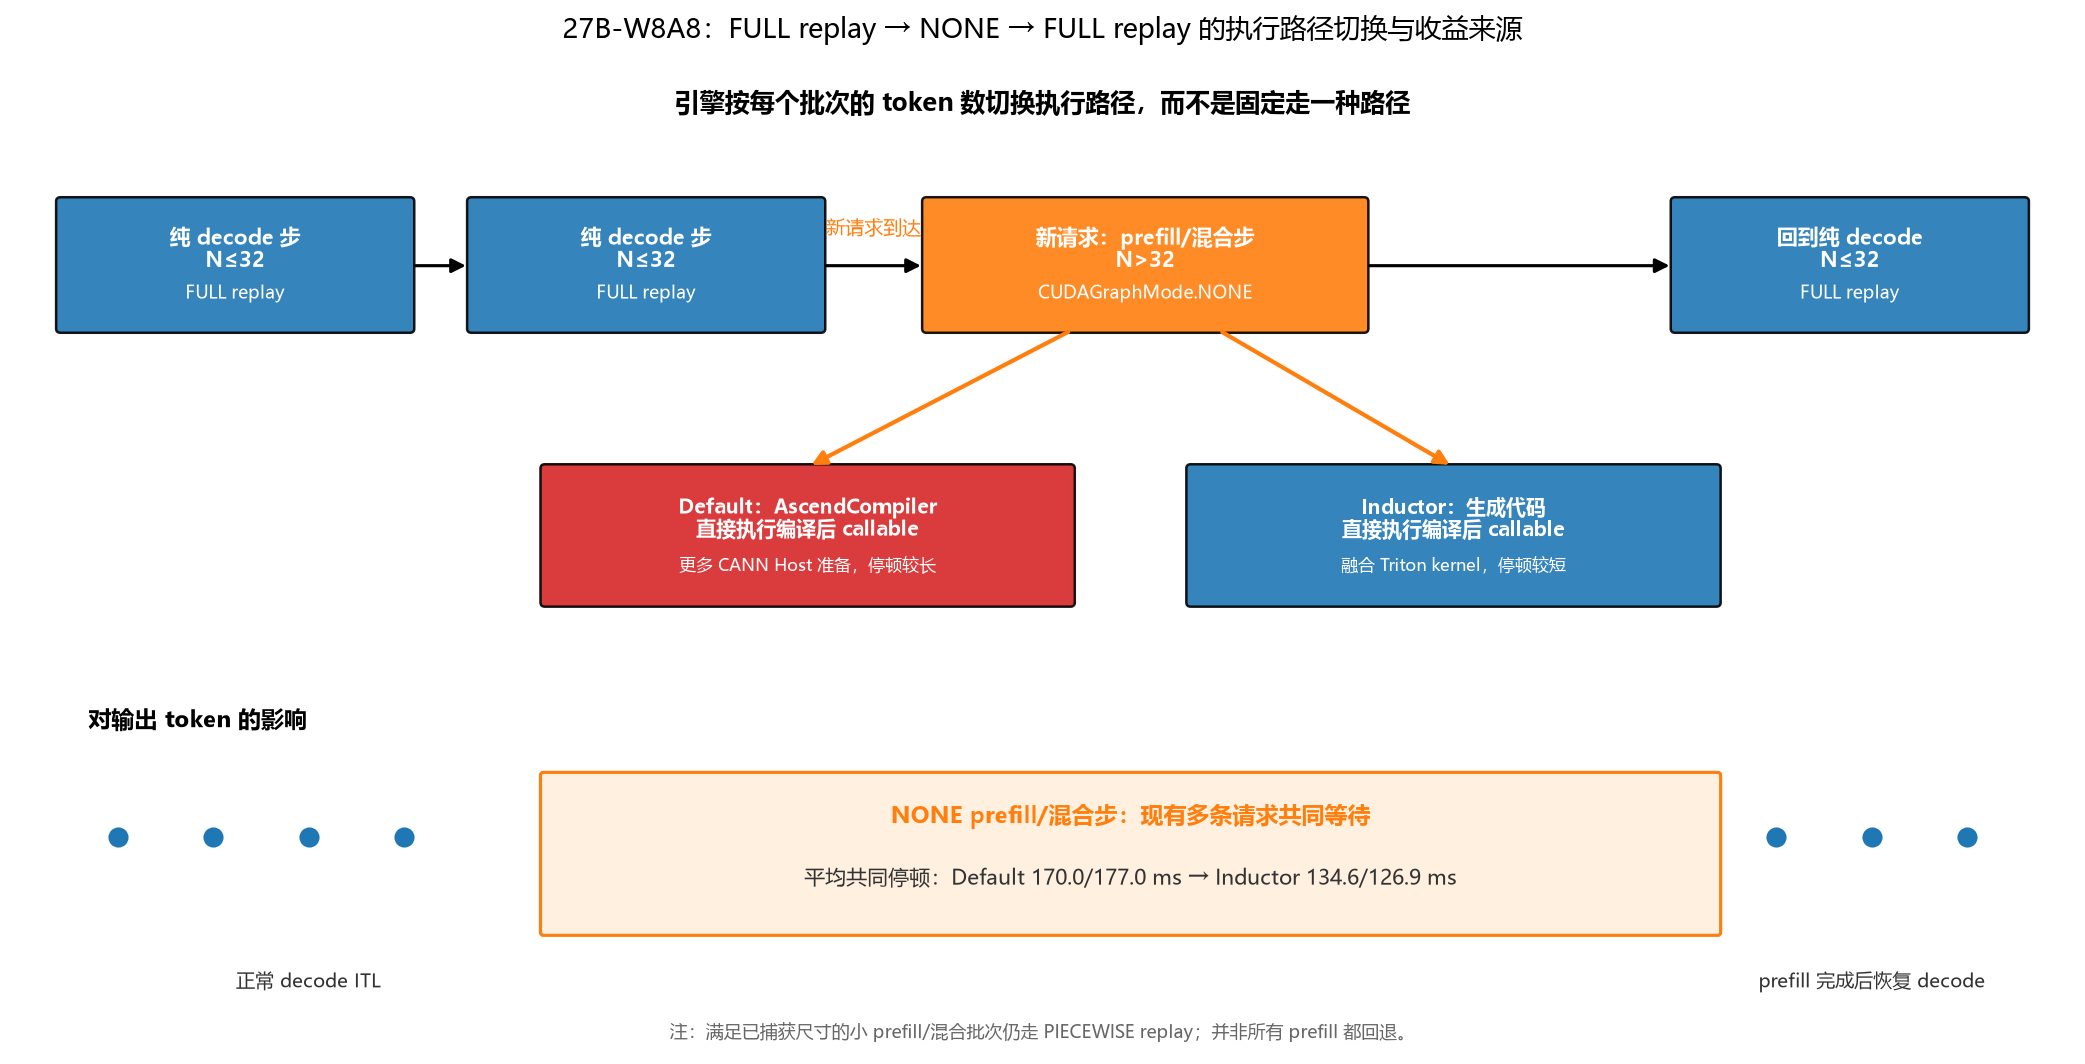 27B-W8A8：FULL replay → NONE → FULL replay 的执行路径切换与收益来源
引擎按每个批次的 token 数切换执行路径，而不是固定走一种路径
纯 decode 步
N≤32
FULL replay
纯 decode 步
N≤32
FULL replay
新请求到达
新请求：prefill/混合步
N>32
CUDAGraphMode.NONE
回到纯 decode
N≤32
FULL replay
Default：AscendCompiler
直接执行编译后 callable
更多 CANN Host 准备，停顿较长
Inductor：生成代码
直接执行编译后 callable
融合 Triton kernel，停顿较短
对输出 token 的影响
NONE prefill/混合步：现有多条请求共同等待
平均共同停顿：Default 170.0/177.0 ms → Inductor 134.6/126.9 ms
正常 decode ITL
prefill 完成后恢复 decode
注：满足已捕获尺寸的小 prefill/混合批次仍走 PIECEWISE replay；并非所有 prefill 都回退。